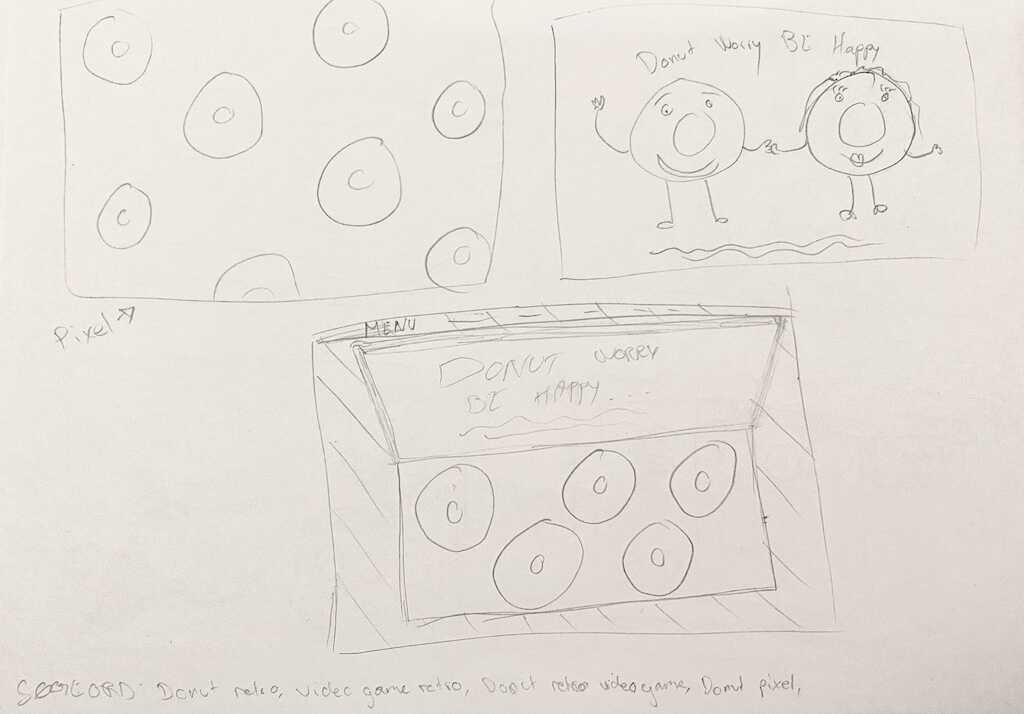 Donut Worry BE Happy
Pixel
MENU
DONUT WORRY
BE HAPPY...
Donut retro, video game retro, Donut retro videogame, Donut pixel,